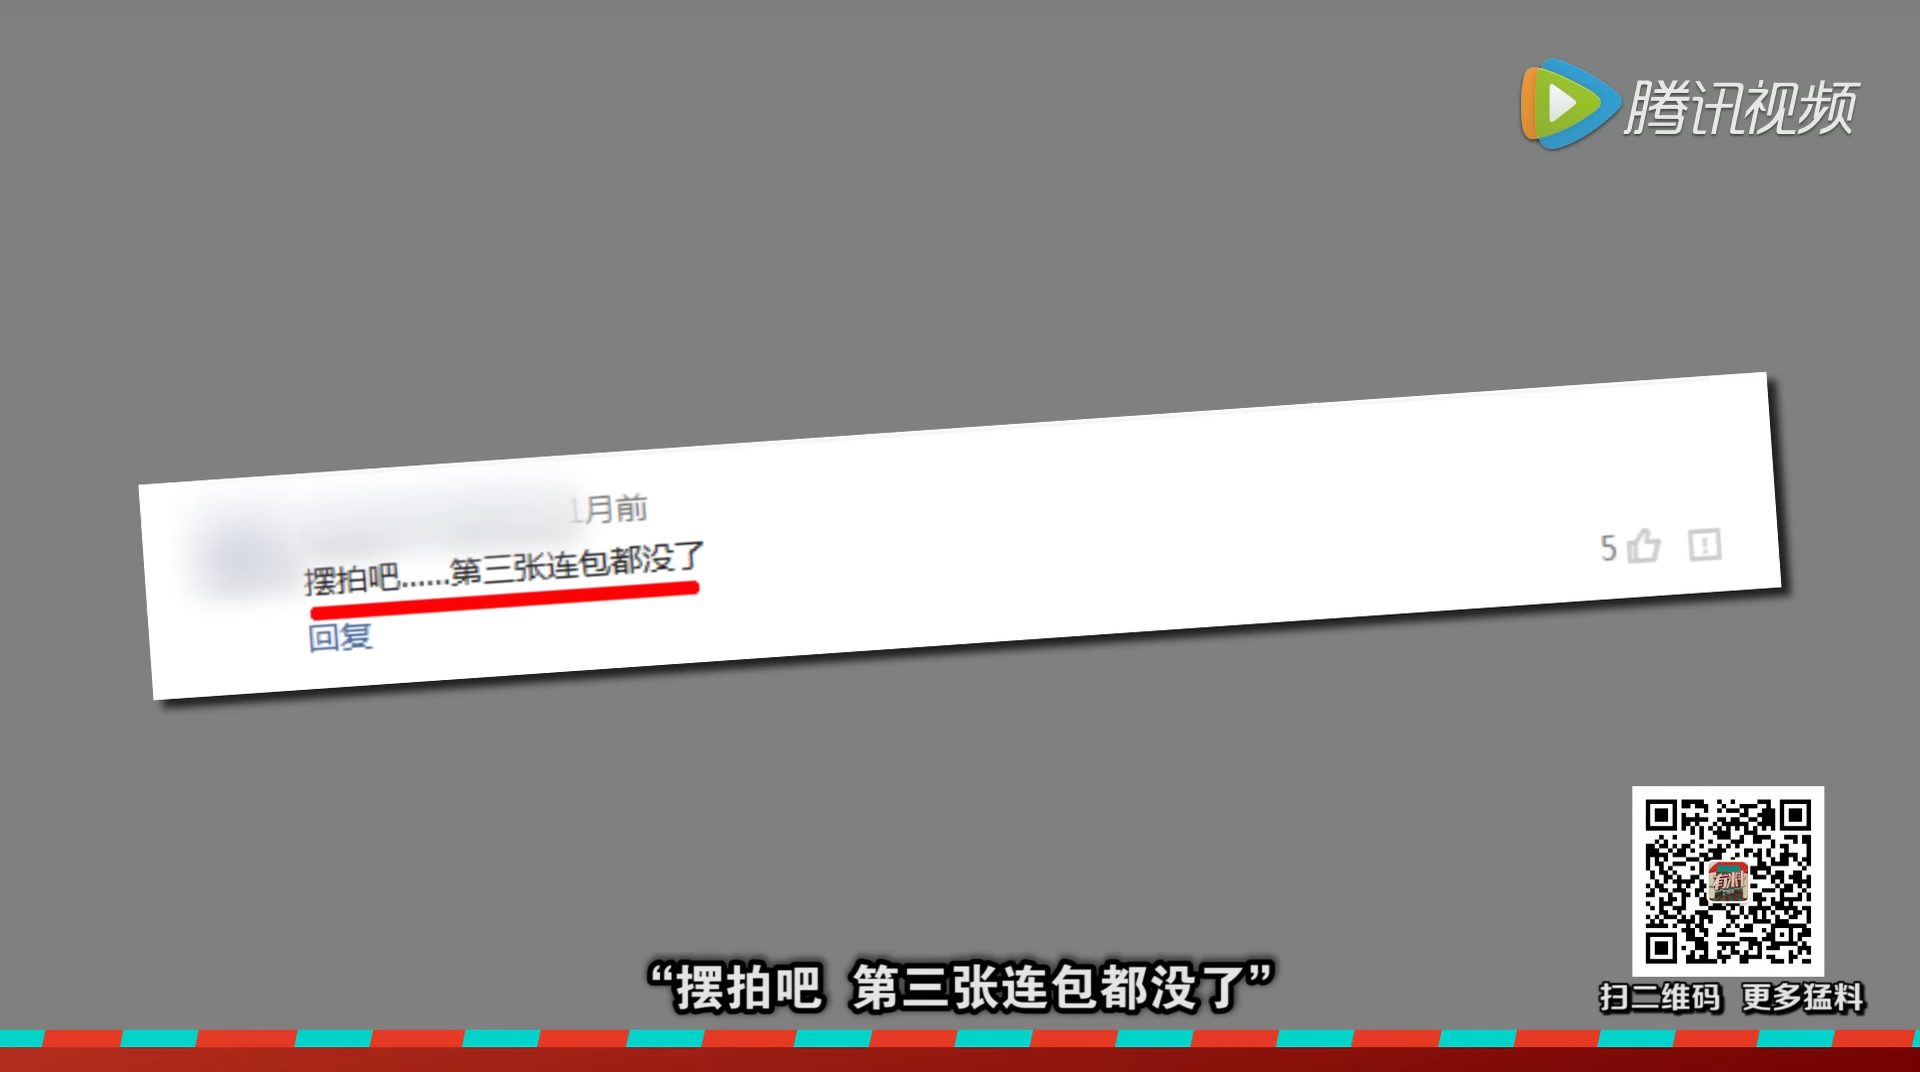 腾讯视频
1月前
摆拍吧......第三张连包都没了
5
回复
有料
“摆拍吧 第三张连包都没了”
扫二维码 更多猛料